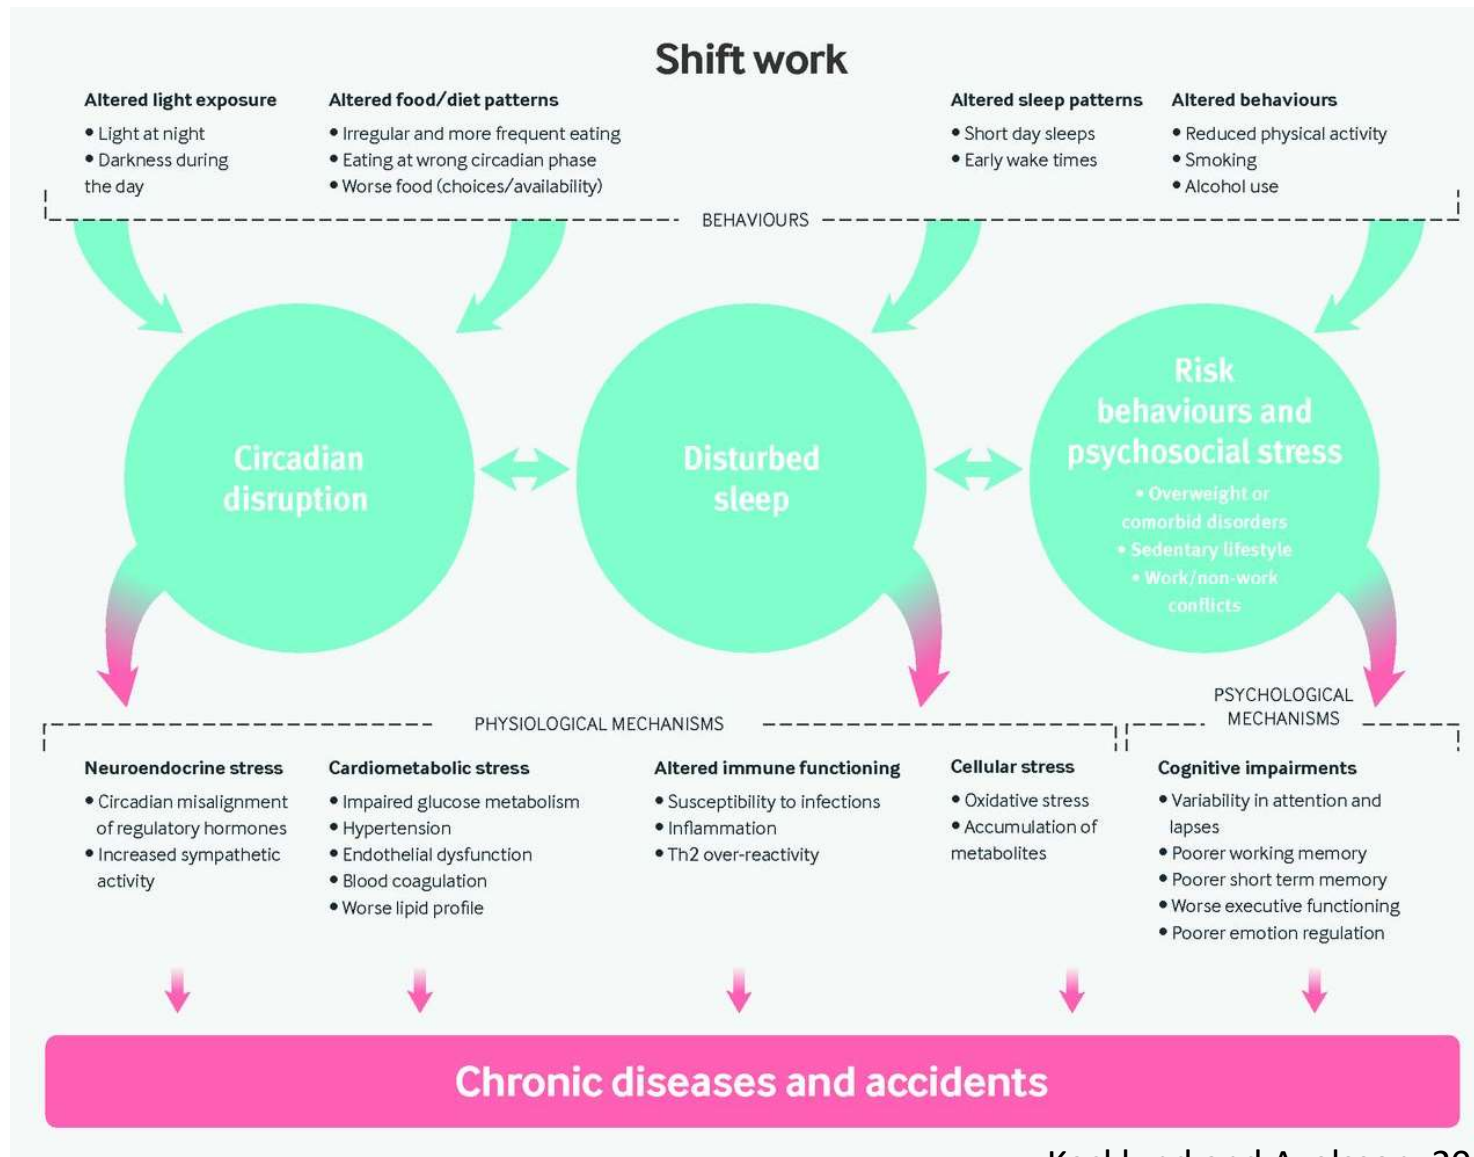 Shift work
Altered light exposure
• Light at night
• Darkness during
the day
Altered food/diet patterns
• Irregular and more frequent eating
• Eating at wrong circadian phase
• Worse food (choices/availability)
Altered sleep patterns
• Short day sleeps
• Early wake times
Altered behaviours
• Reduced physical activity
• Smoking
• Alcohol use
BEHAVIOURS
Circadian
disruption
Disturbed
sleep
Risk
behaviours and
psychosocial stress
• Overweight or
comorbid disorders
• Sedentary lifestyle
• Work/non-work
conflicts
PHYSIOLOGICAL MECHANISMS
PSYCHOLOGICAL
MECHANISMS
Neuroendocrine stress
• Circadian misalignment
of regulatory hormones
• Increased sympathetic
activity
Cardiometabolic stress
• Impaired glucose metabolism
• Hypertension
• Endothelial dysfunction
• Blood coagulation
• Worse lipid profile
Altered immune functioning
• Susceptibility to infections
• Inflammation
• Th2 over-reactivity
Cellular stress
• Oxidative stress
• Accumulation of
metabolites
Cognitive impairments
• Variability in attention and
lapses
• Poorer working memory
• Poorer short term memory
• Worse executive functioning
• Poorer emotion regulation
Chronic diseases and accidents